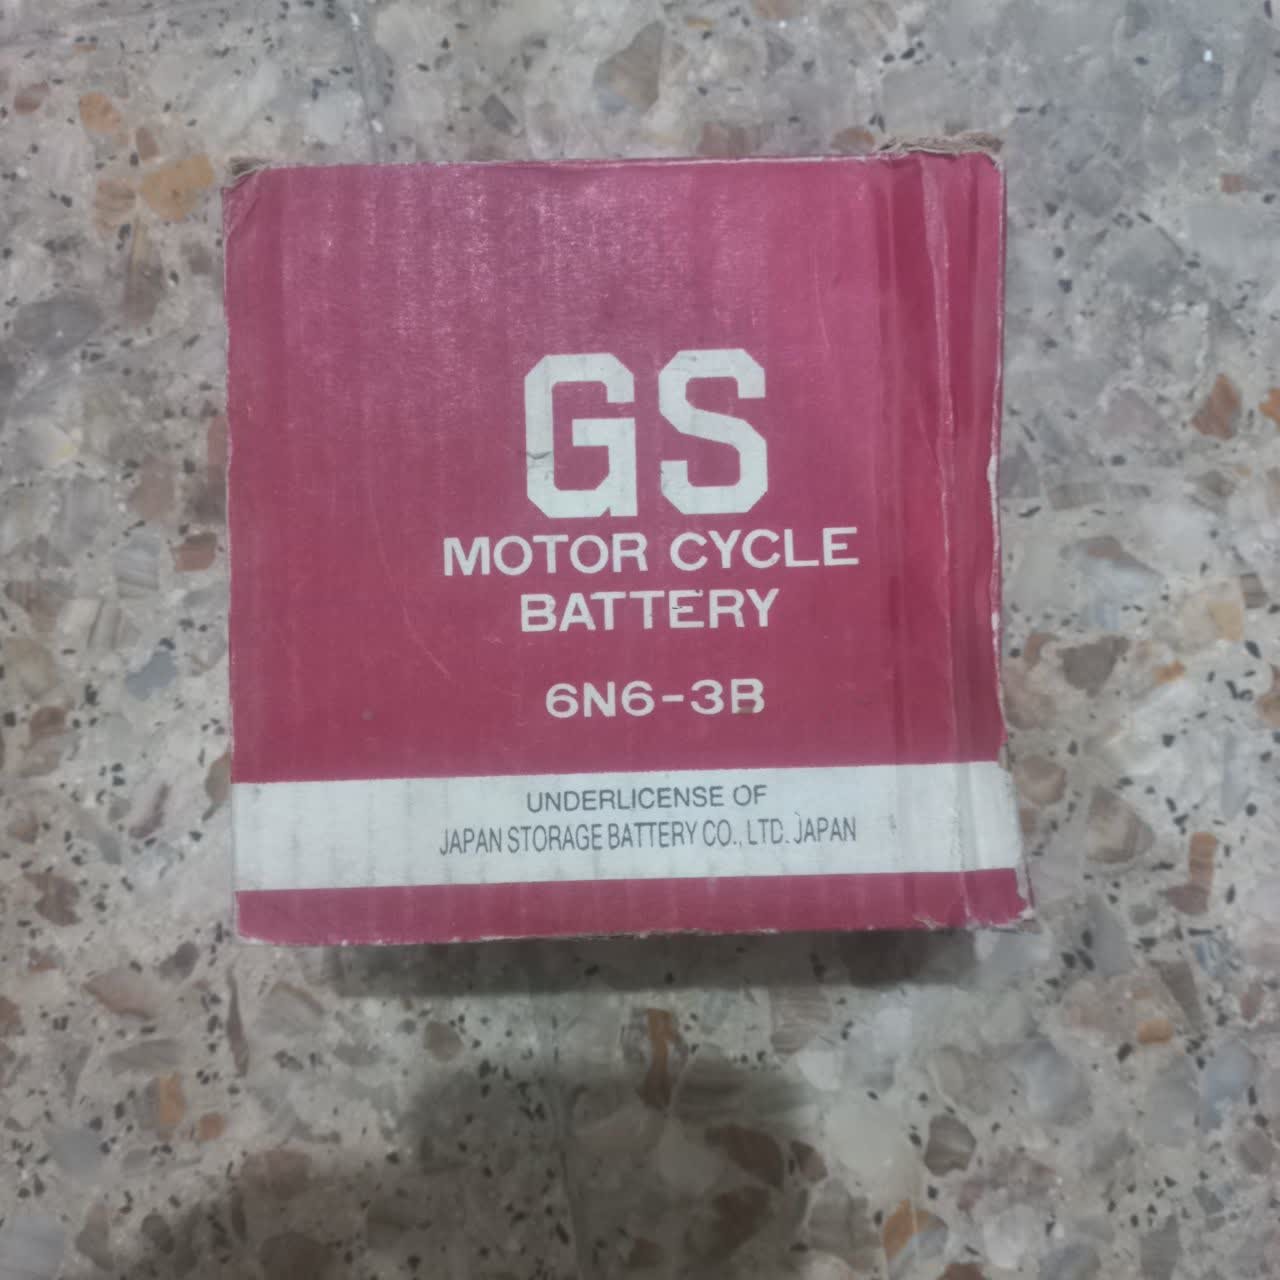 GS
MOTOR CYCLE
BATTERY
6N6-3B
UNDERLICENSE OF
JAPAN STORAGE BATTERY CO., LTD. JAPAN